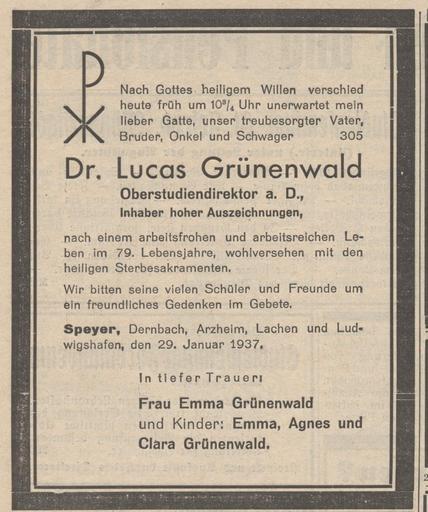 Nach Gottes heiligem Willen verschied
heute früh um 10³/₄ Uhr unerwartet mein
lieber Gatte, unser treubesorgter Vater,
Bruder, Onkel und Schwager 305
Dr. Lucas Grünenwald
Oberstudiendirektor a. D.,
Inhaber hoher Auszeichnungen,
nach einem arbeitsfrohen und arbeitsreichen Le-
ben im 79. Lebensjahre, wohlversehen mit den
heiligen Sterbesakramenten.
Wir bitten seine vielen Schüler und Freunde um
ein freundliches Gedenken im Gebete.
Speyer, Dernbach, Arzheim, Lachen und Lud-
wigshafen, den 29. Januar 1937.
In tiefer Trauer:
Frau Emma Grünenwald
und Kinder: Emma, Agnes und
Clara Grünenwald.